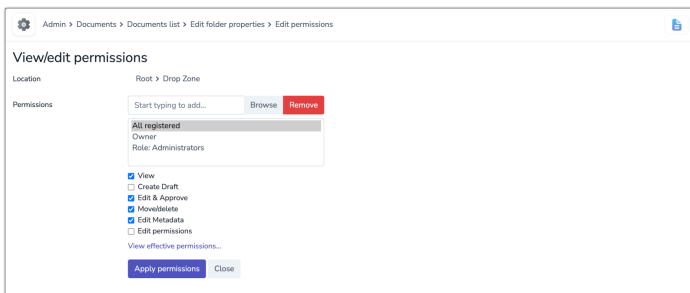 Admin > Documents > Documents list > Edit folder properties > Edit permissions
View/edit permissions
Location Root > Drop Zone
Permissions Start typing to add... Browse Remove
All registered
Owner
Role: Administrators
View
Create Draft
Edit & Approve
Move/delete
Edit Metadata
Edit permissions
View effective permissions...
Apply permissions Close